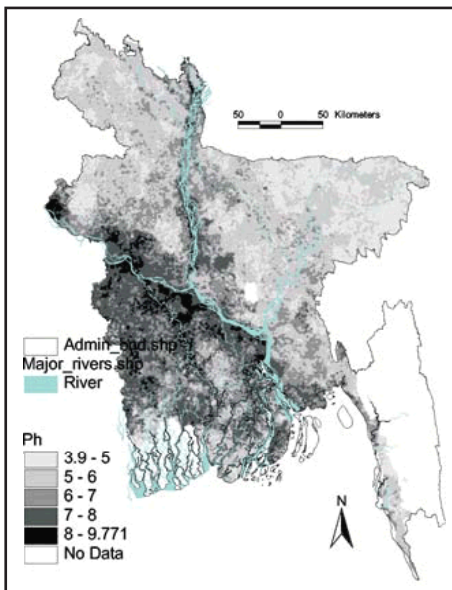 50 0 50 Kilometers
Admin_bnd.shp
Major_rivers.shp
River
Ph
3.9 - 5
5 - 6
6 - 7
7 - 8
8 - 9.771
No Data
N